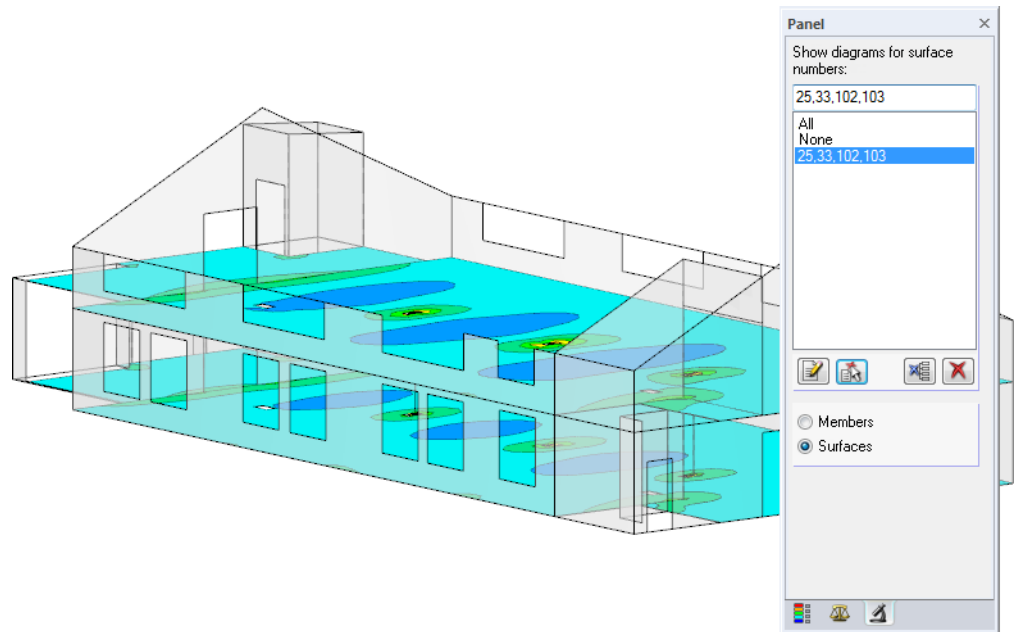 Panel
Show diagrams for surface
numbers:
25,33,102,103
All
None
25,33,102,103
Members
Surfaces